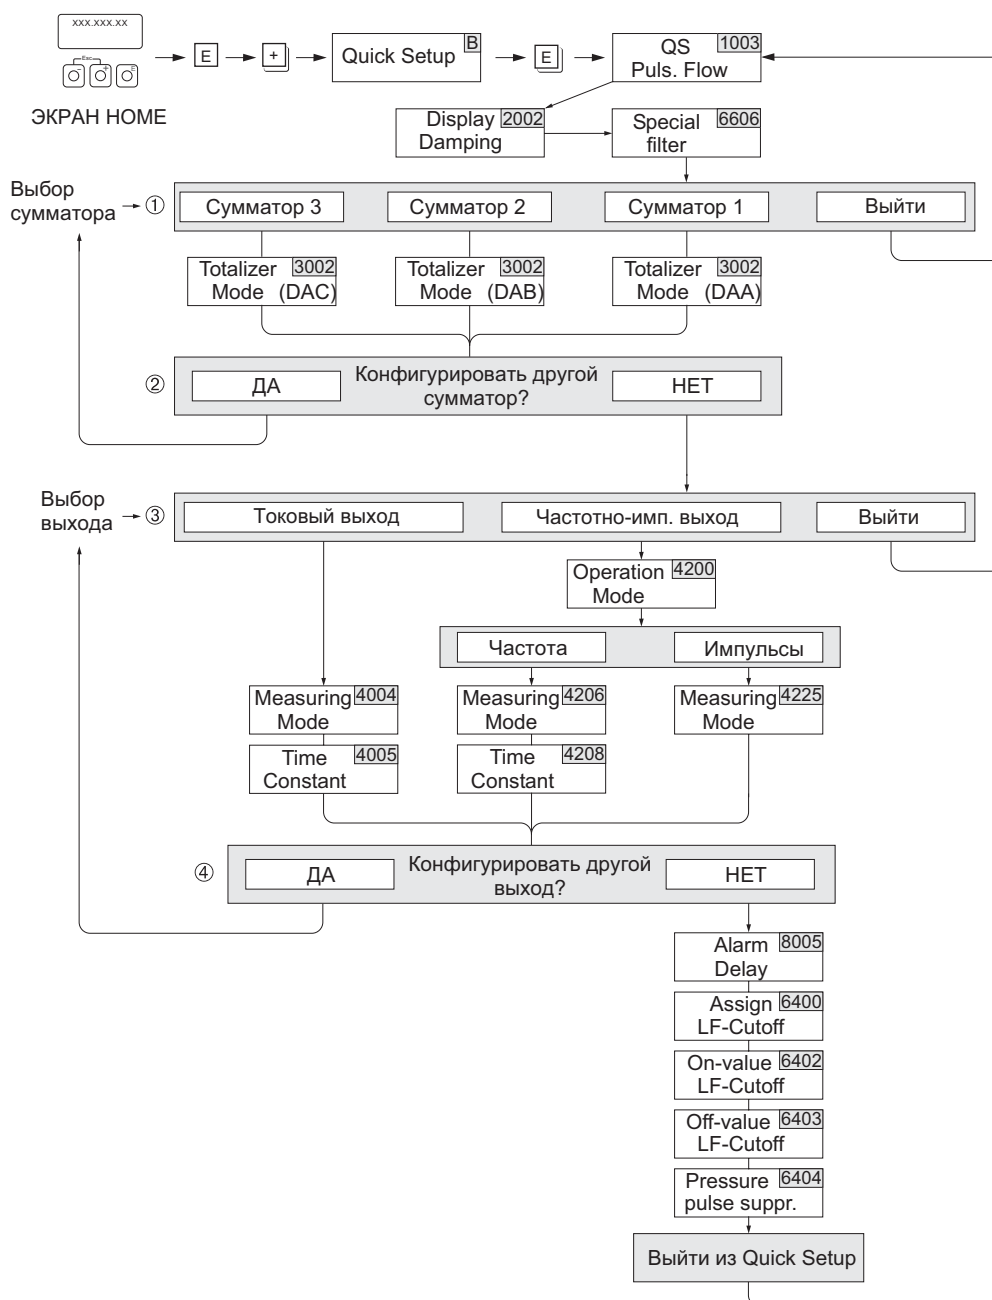 xxx.xxx.xx
Esc
- + E
ЭКРАН HOME
E
+
Quick Setup B
E
QS 1003
Puls. Flow
Display 2002
Damping
Special 6606
filter
Выбор
сумматора
①
Сумматор 3
Сумматор 2
Сумматор 1
Выйти
Totalizer 3002
Mode (DAC)
Totalizer 3002
Mode (DAB)
Totalizer 3002
Mode (DAA)
②
ДА
Конфигурировать другой
сумматор?
НЕТ
Выбор
выхода
③
Токовый выход
Частотно-имп. выход
Выйти
Operation 4200
Mode
Частота
Импульсы
Measuring 4004
Mode
Measuring 4206
Mode
Measuring 4225
Mode
Time 4005
Constant
Time 4208
Constant
④
ДА
Конфигурировать другой
выход?
НЕТ
Alarm 8005
Delay
Assign 6400
LF-Cutoff
On-value 6402
LF-Cutoff
Off-value 6403
LF-Cutoff
Pressure 6404
pulse suppr.
Выйти из Quick Setup